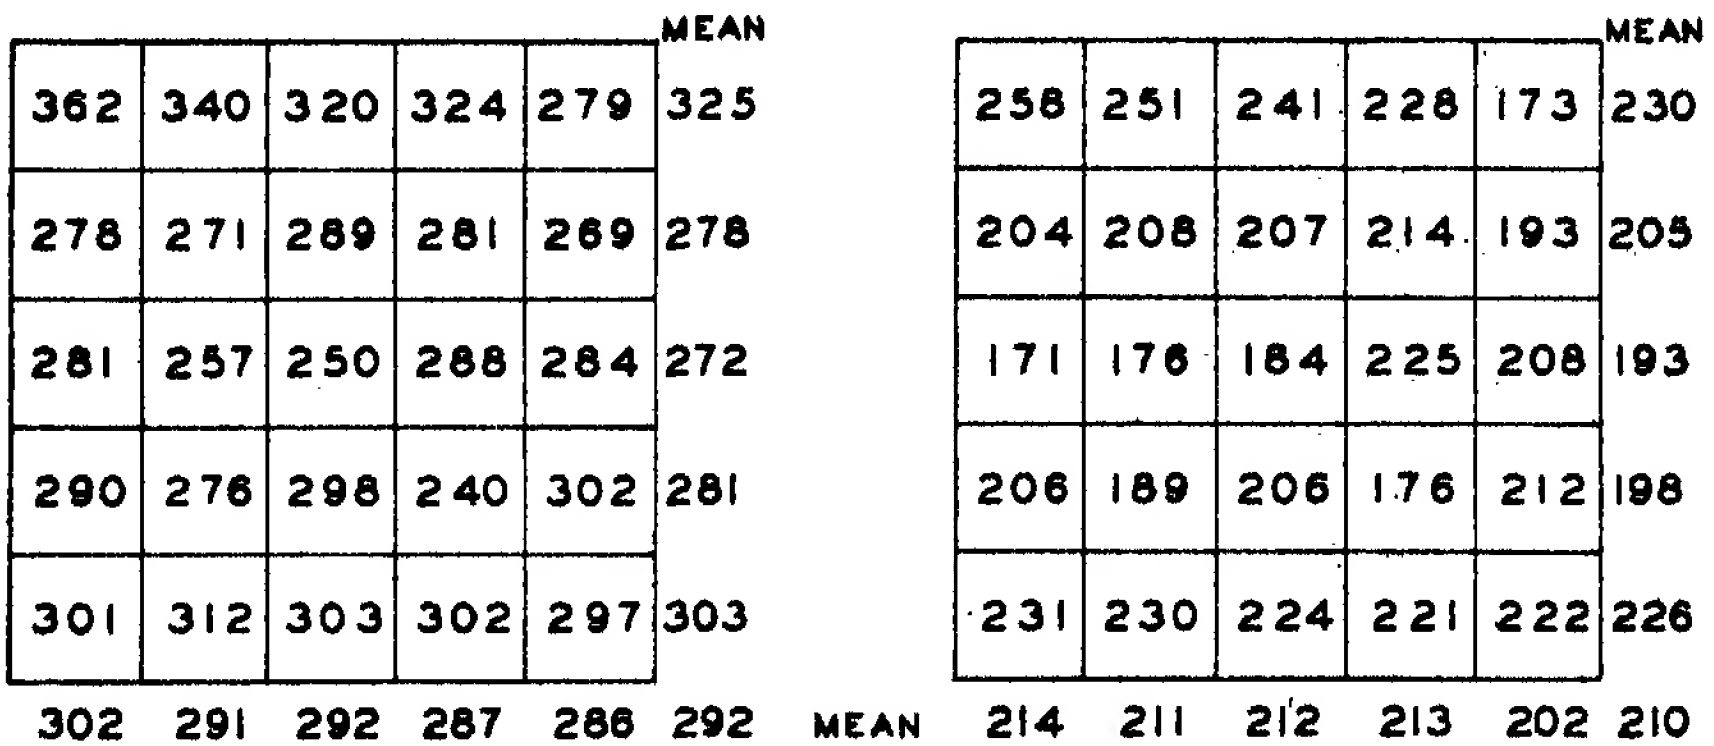 MEAN MEAN
362 340 320 324 279 325 258 251 241 228 173 230
278 271 289 281 269 278 204 208 207 214 193 205
281 257 250 288 284 272 171 176 184 225 208 193
290 276 298 240 302 281 206 189 206 176 212 198
301 312 303 302 297 303 231 230 224 221 222 226
302 291 292 287 286 292 MEAN 214 211 212 213 202 210